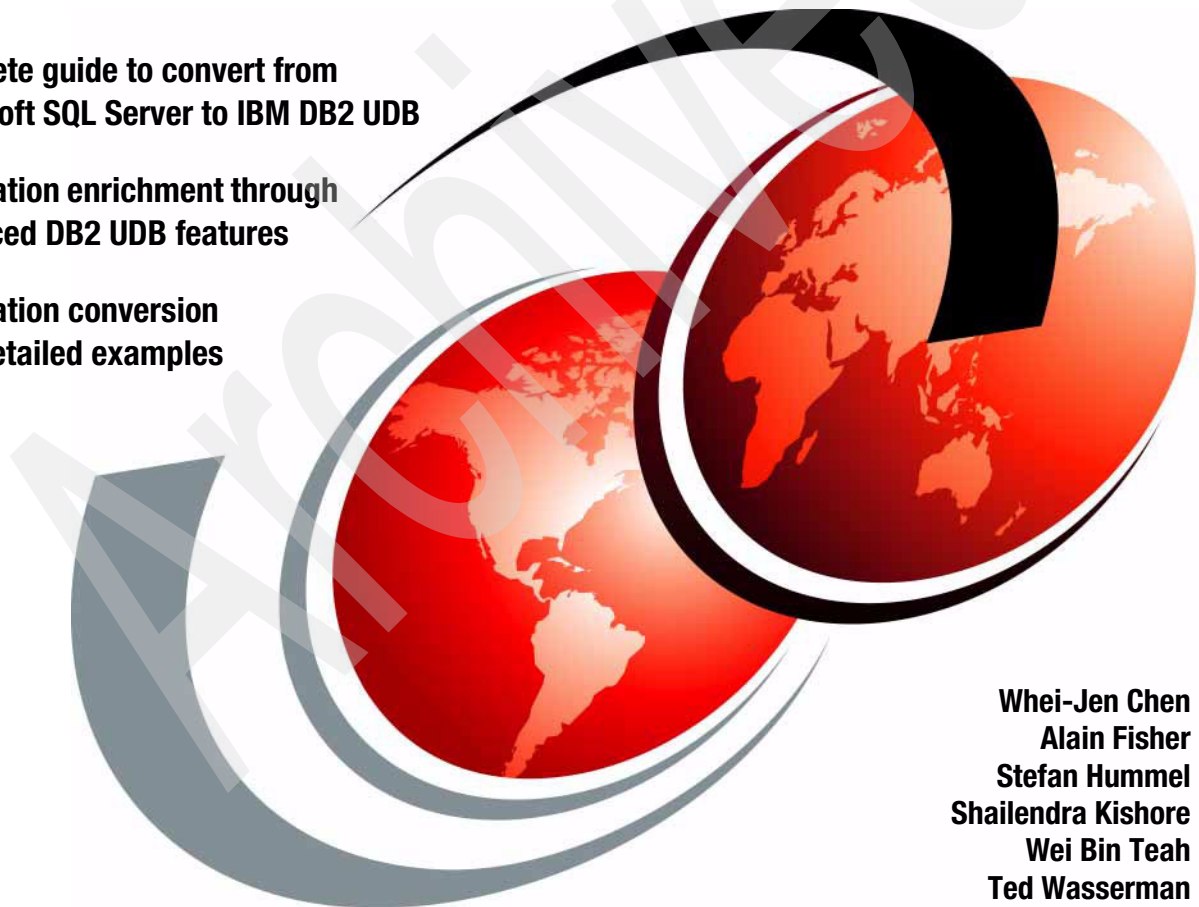 ete guide to convert from
oft SQL Server to IBM DB2 UDB
ation enrichment through
ced DB2 UDB features
ation conversion
etailed examples
Whei-Jen Chen
Alain Fisher
Stefan Hummel
Shailendra Kishore
Wei Bin Teah
Ted Wasserman
Archive